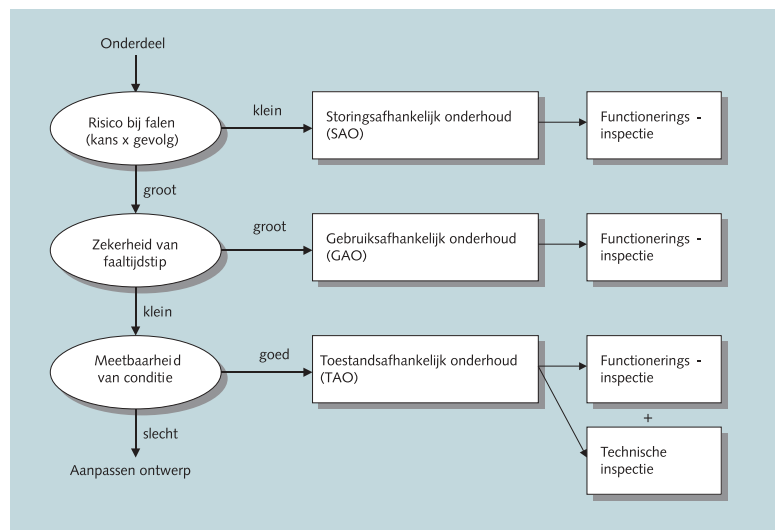 Onderdeel
Risico bij falen
(kans x gevolg)
klein
Storingsafhankelijk onderhoud
(SAO)
Functionerings -
inspectie
groot
Zekerheid van
faaltijdstip
groot
Gebruiksafhankelijk onderhoud
(GAO)
Functionerings -
inspectie
klein
Meetbaarheid
van conditie
goed
Toestandsafhankelijk onderhoud
(TAO)
Functionerings -
inspectie
+
Technische
inspectie
slecht
Aanpassen ontwerp